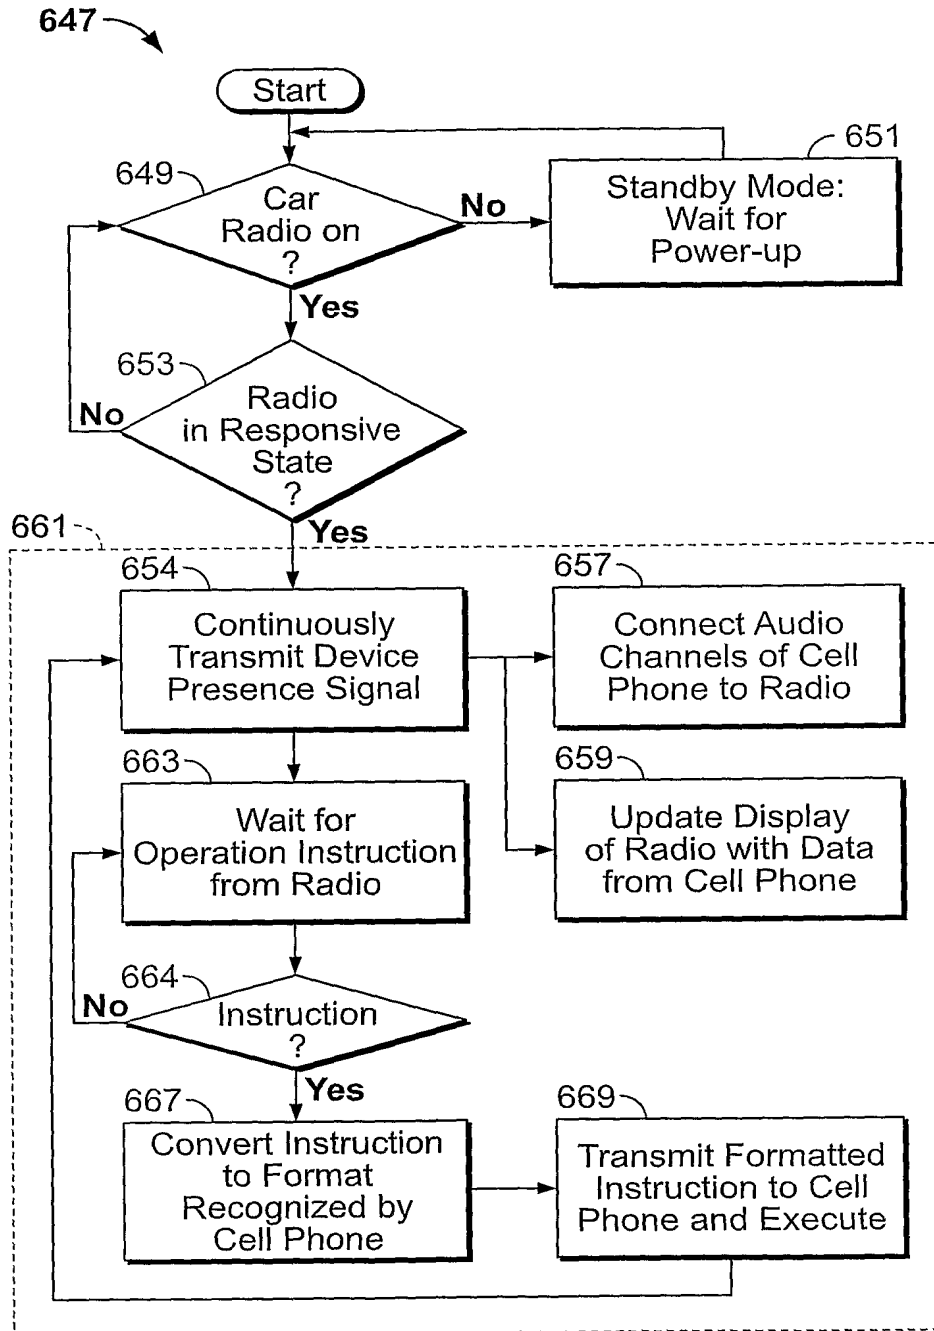 647
Start
651
649
Car
Radio on
?
No
Standby Mode:
Wait for
Power-up
Yes
653
Radio
in Responsive
State
?
No
Yes
661
654
Continuously
Transmit Device
Presence Signal
657
Connect Audio
Channels of Cell
Phone to Radio
663
Wait for
Operation Instruction
from Radio
659
Update Display
of Radio with Data
from Cell Phone
664
Instruction
?
No
Yes
667
Convert Instruction
to Format
Recognized by
Cell Phone
669
Transmit Formatted
Instruction to Cell
Phone and Execute